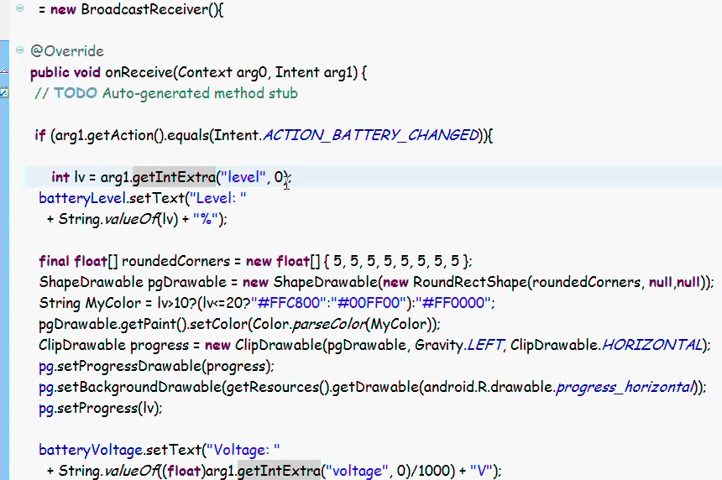 = new BroadcastReceiver(){
@Override
public void onReceive(Context arg0, Intent arg1) {
// TODO Auto-generated method stub
if (arg1.getAction().equals(Intent.ACTION_BATTERY_CHANGED)){
int lv = arg1.getIntExtra("level", 0);
batteryLevel.setText("Level: "
+ String.valueOf(lv) + "%");
final float[] roundedCorners = new float[] { 5, 5, 5, 5, 5, 5, 5, 5 };
ShapeDrawable pgDrawable = new ShapeDrawable(new RoundRectShape(roundedCorners, null,null));
String MyColor = lv>10?(lv<=20?"#FFC800":"#00FF00"):"#FF0000";
pgDrawable.getPaint().setColor(Color.parseColor(MyColor));
ClipDrawable progress = new ClipDrawable(pgDrawable, Gravity.LEFT, ClipDrawable.HORIZONTAL);
pg.setProgressDrawable(progress);
pg.setBackgroundDrawable(getResources().getDrawable(android.R.drawable.progress_horizontal));
pg.setProgress(lv);
batteryVoltage.setText("Voltage: "
+ String.valueOf((float)arg1.getIntExtra("voltage", 0)/1000) + "V");